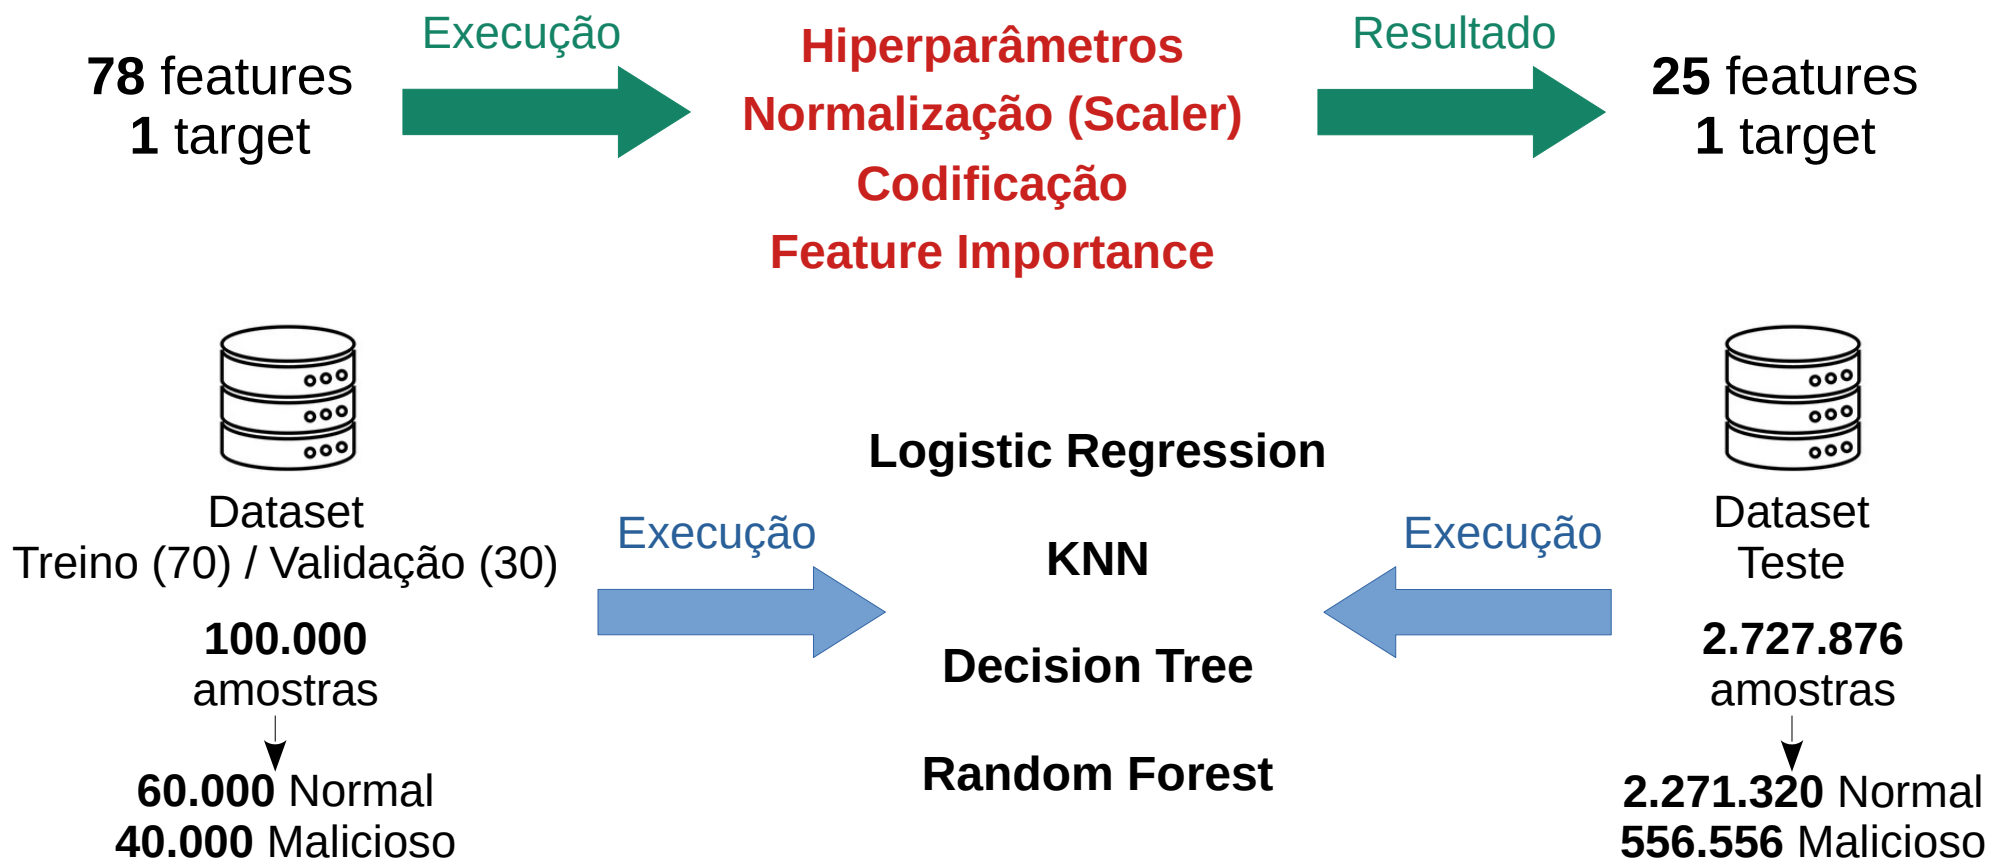 78 features
1 target
Execução
Hiperparâmetros
Normalização (Scaler)
Codificação
Feature Importance
Resultado
25 features
1 target
Dataset
Treino (70) / Validação (30)
100.000
amostras
60.000 Normal
40.000 Malicioso
Execução
Logistic Regression
KNN
Decision Tree
Random Forest
Execução
Dataset
Teste
2.727.876
amostras
2.271.320 Normal
556.556 Malicioso